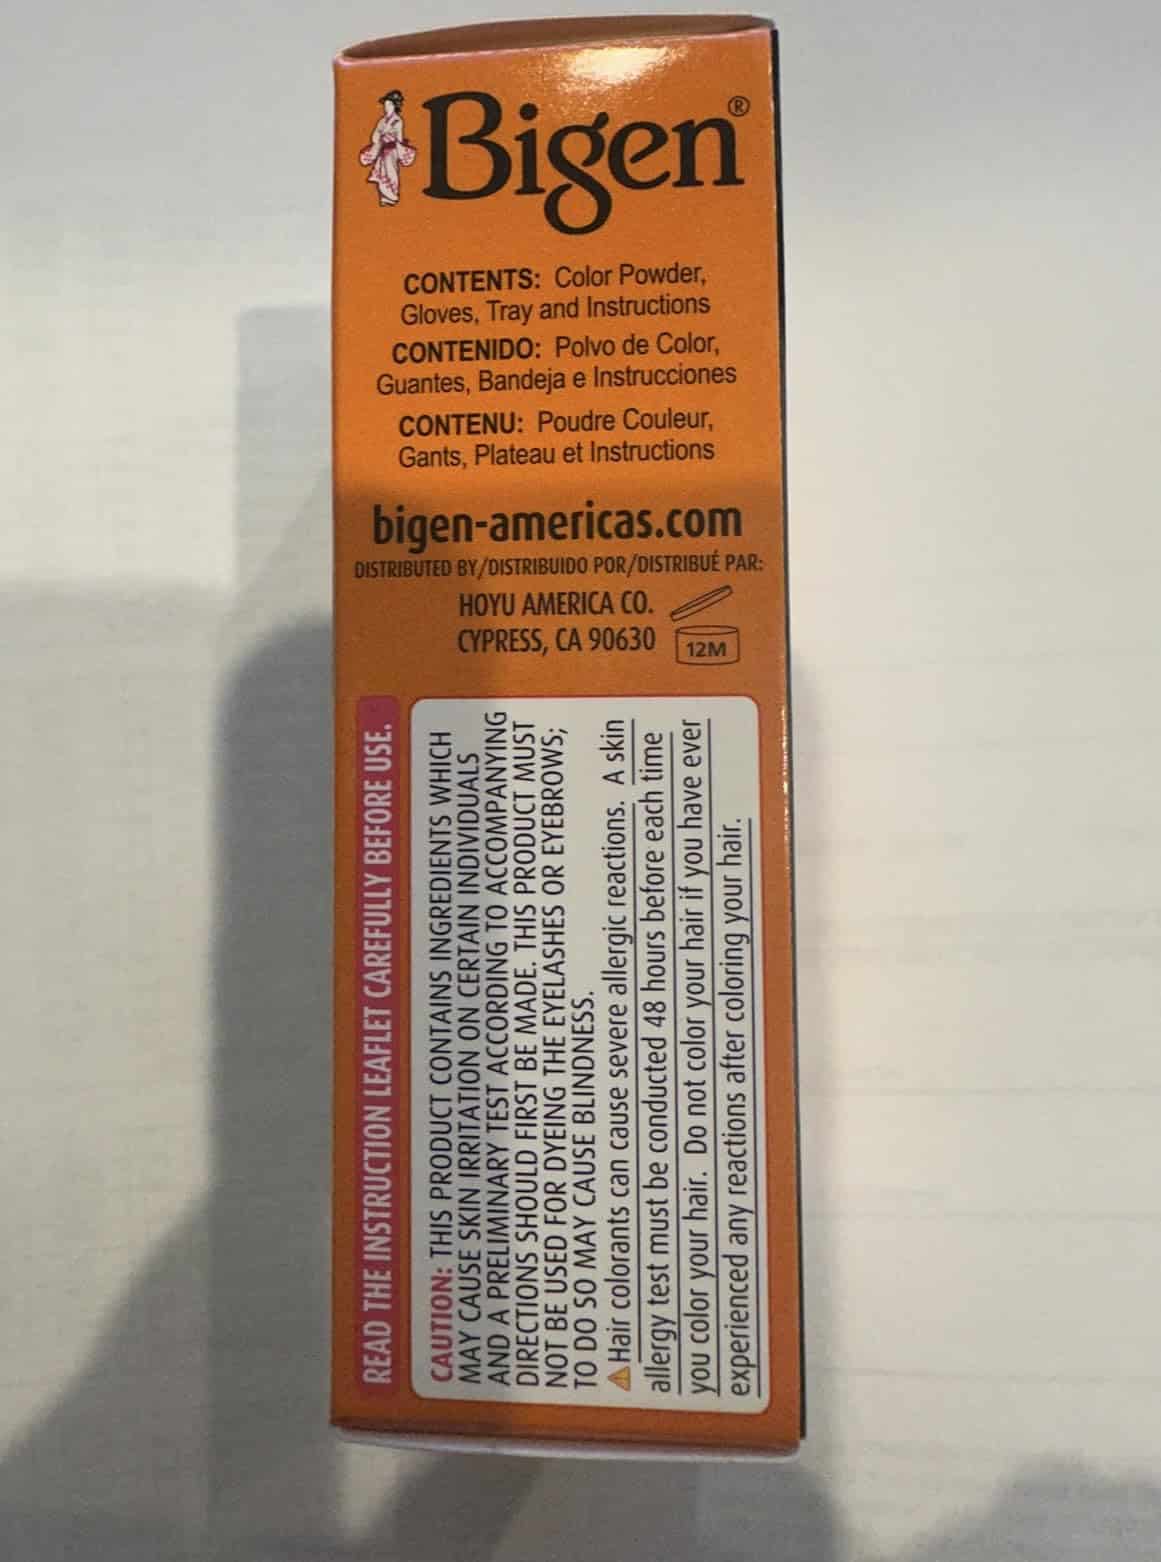 Bigen®
CONTENTS: Color Powder,
Gloves, Tray and Instructions
CONTENIDO: Polvo de Color,
Guantes, Bandeja e Instrucciones
CONTENU: Poudre Couleur,
Gants, Plateau et Instructions
bigen-americas.com
DISTRIBUTED BY/DISTRIBUIDO POR/DISTRIBUÉ PAR:
HOYU AMERICA CO.
CYPRESS, CA 90630
12M
READ THE INSTRUCTION LEAFLET CAREFULLY BEFORE USE.
CAUTION: THIS PRODUCT CONTAINS INGREDIENTS WHICH
MAY CAUSE SKIN IRRITATION ON CERTAIN INDIVIDUALS
AND A PRELIMINARY TEST ACCORDING TO ACCOMPANYING
DIRECTIONS SHOULD FIRST BE MADE. THIS PRODUCT MUST
NOT BE USED FOR DYEING THE EYELASHES OR EYEBROWS;
TO DO SO MAY CAUSE BLINDNESS.
⚠ Hair colorants can cause severe allergic reactions. A skin
allergy test must be conducted 48 hours before each time
you color your hair. Do not color your hair if you have ever
experienced any reactions after coloring your hair.